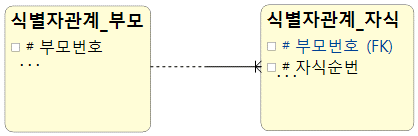 식별자관계_부모
# 부모번호
...
식별자관계_자식
# 부모번호 (FK)
# 자식순번
...